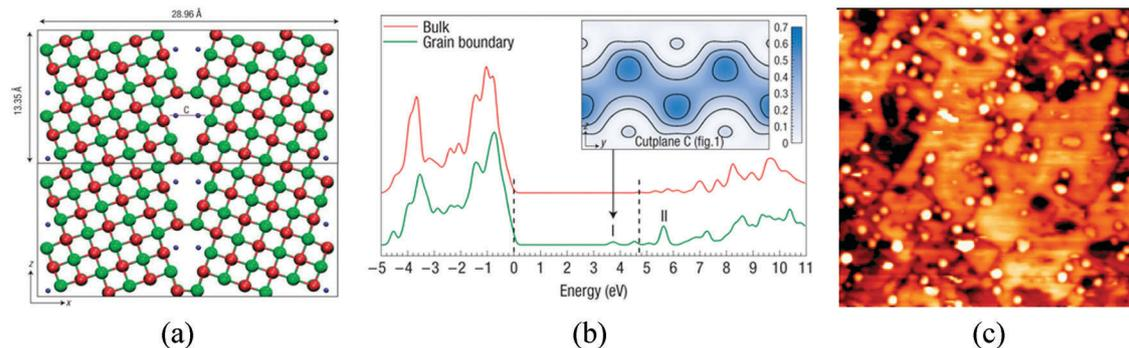 28.96 Å
13.35 Å
C
z
x
(a)
Bulk
Grain boundary
0.7
0.6
0.5
0.4
0.3
0.2
0.1
0
z
y
Cutplane C (fig.1)
I
II
−5 −4 −3 −2 −1 0 1 2 3 4 5 6 7 8 9 10 11
Energy (eV)
(b)
(c)